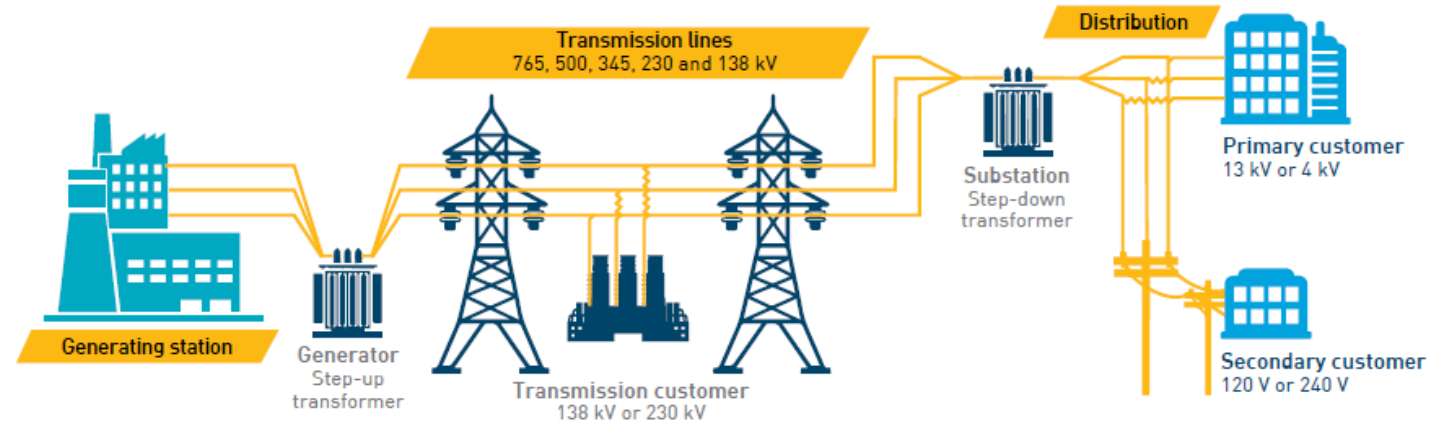 Generating station
Generator
Step-up
transformer
Transmission lines
765, 500, 345, 230 and 138 kV
Transmission customer
138 kV or 230 kV
Substation
Step-down
transformer
Distribution
Primary customer
13 kV or 4 kV
Secondary customer
120 V or 240 V